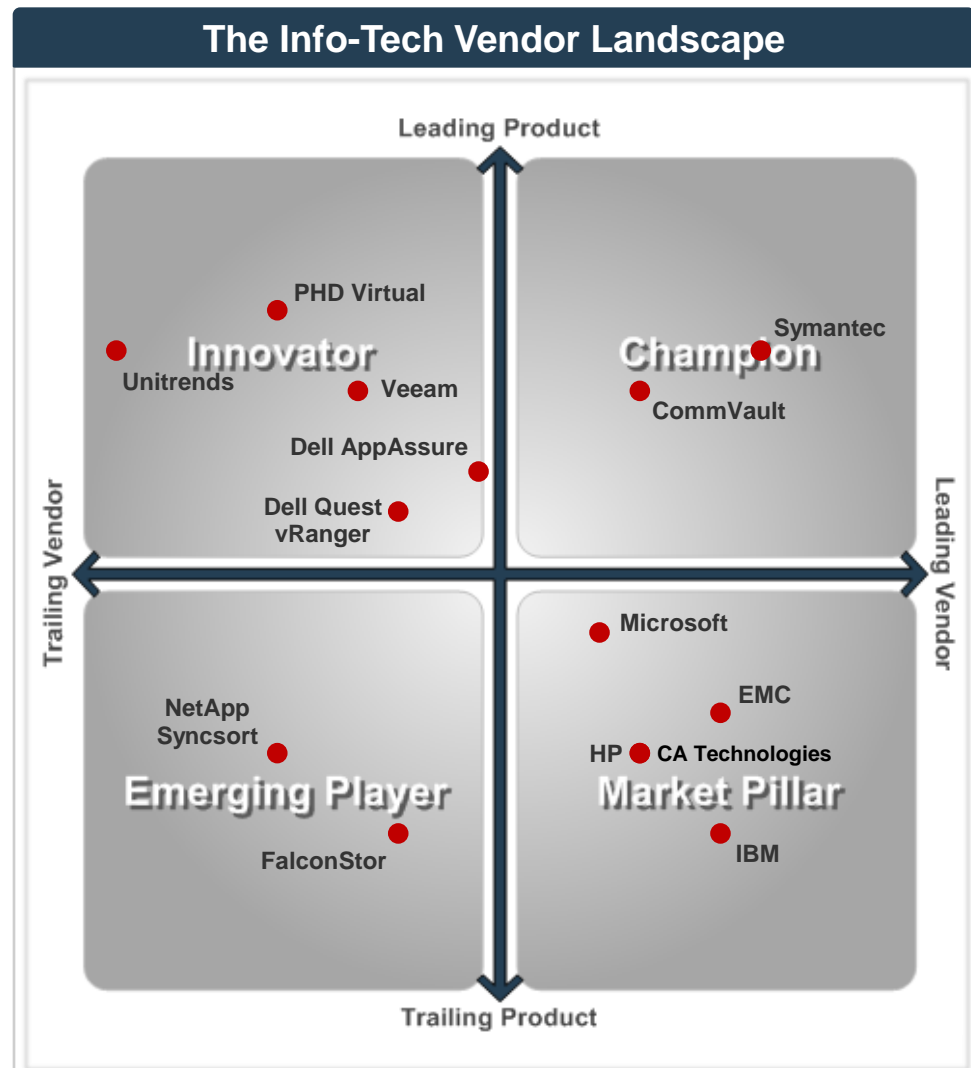 The Info-Tech Vendor Landscape
Leading Product
PHD Virtual
Symantec
Innovator
Champion
Unitrends
Veeam
CommVault
Dell AppAssure
Dell Quest
vRanger
Trailing Vendor
Leading Vendor
Microsoft
NetApp
Syncsort
EMC
HP
CA Technologies
Emerging Player
Market Pillar
FalconStor
IBM
Trailing Product